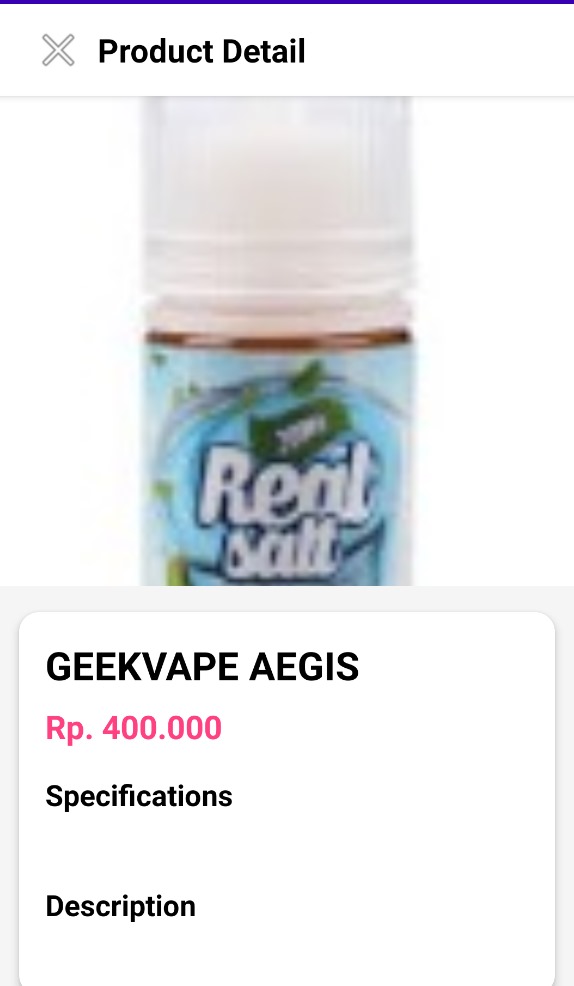 Product Detail
Real
salt
GEEKVAPE AEGIS
Rp. 400.000
Specifications
Description